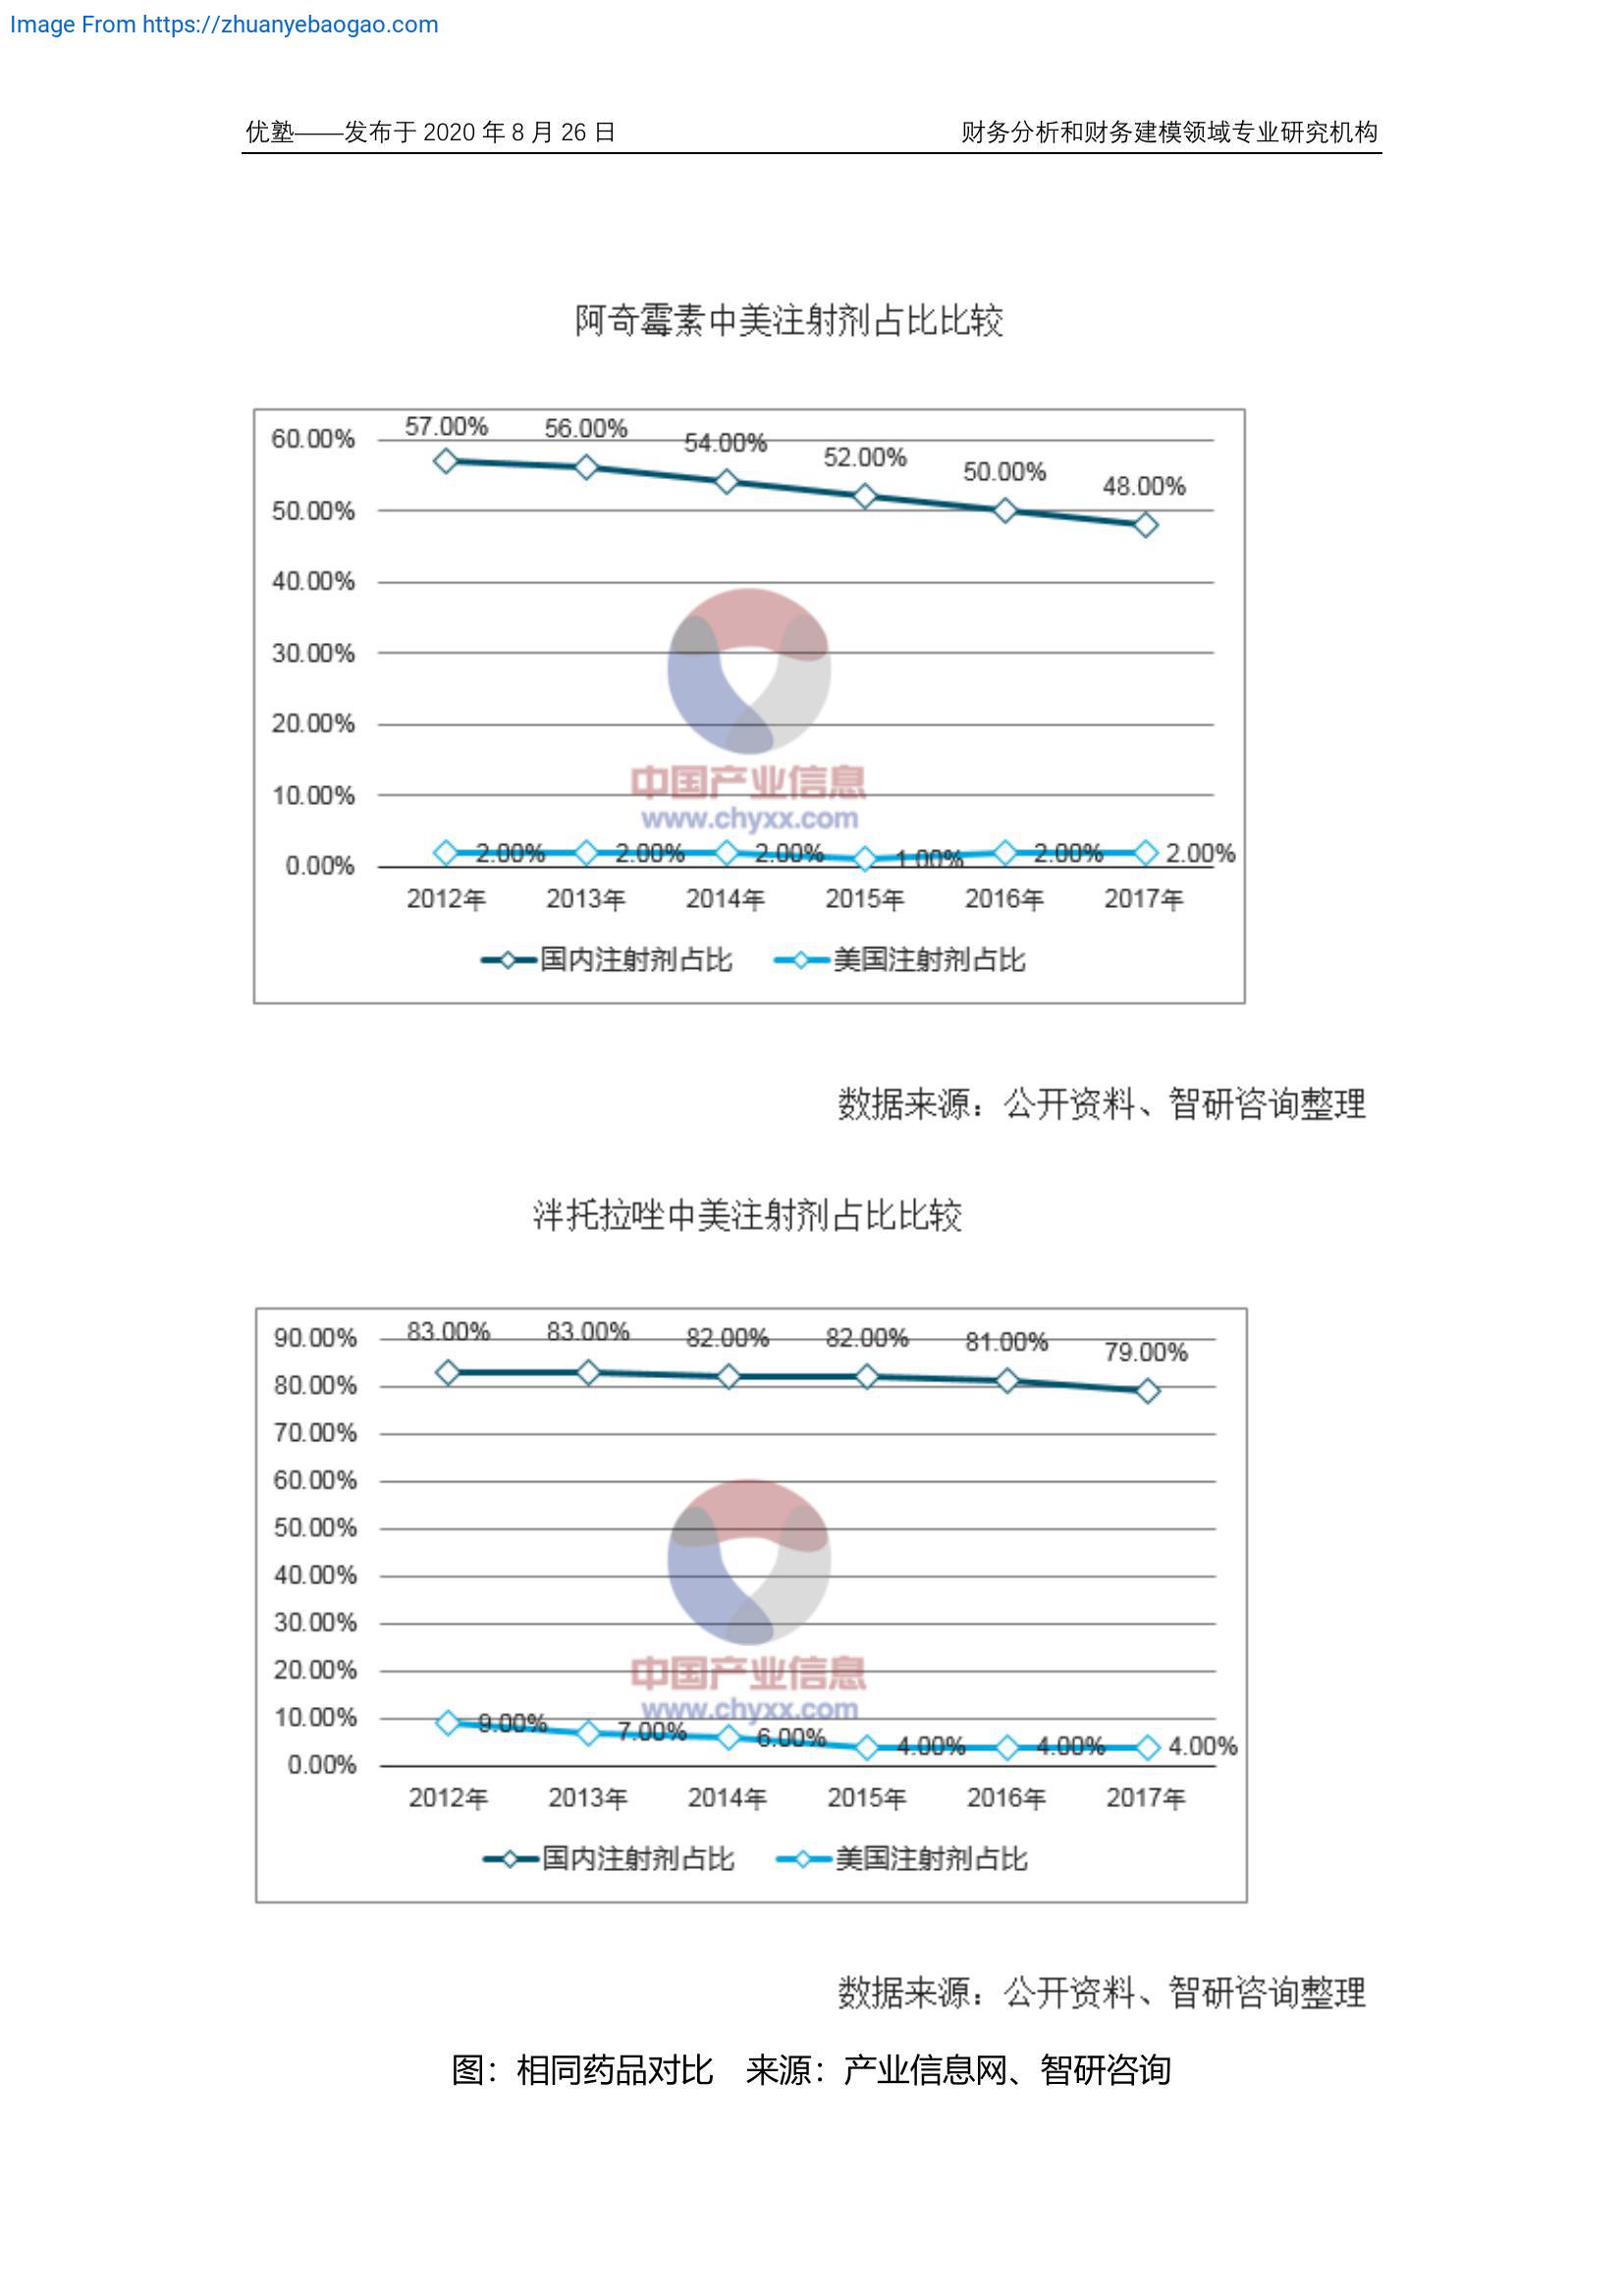 Image From https://zhuanyebaogao.com
优塾——发布于 2020 年 8 月 26 日 财务分析和财务建模领域专业研究机构
阿奇霉素中美注射剂占比比较
57.00% 56.00% 54.00% 52.00% 50.00% 48.00%
60.00%
50.00%
40.00%
30.00%
20.00%
10.00%
0.00%
中国产业信息
www.chyxx.com
2.00% 2.00% 2.00% 1.00% 2.00% 2.00%
2012年 2013年 2014年 2015年 2016年 2017年
国内注射剂占比 美国注射剂占比
数据来源：公开资料、智研咨询整理
泮托拉唑中美注射剂占比比较
83.00% 83.00% 82.00% 82.00% 81.00% 79.00%
90.00%
80.00%
70.00%
60.00%
50.00%
40.00%
30.00%
20.00%
10.00%
0.00%
中国产业信息
www.chyxx.com
9.00% 7.00% 6.00% 4.00% 4.00% 4.00%
2012年 2013年 2014年 2015年 2016年 2017年
国内注射剂占比 美国注射剂占比
数据来源：公开资料、智研咨询整理
图：相同药品对比 来源：产业信息网、智研咨询